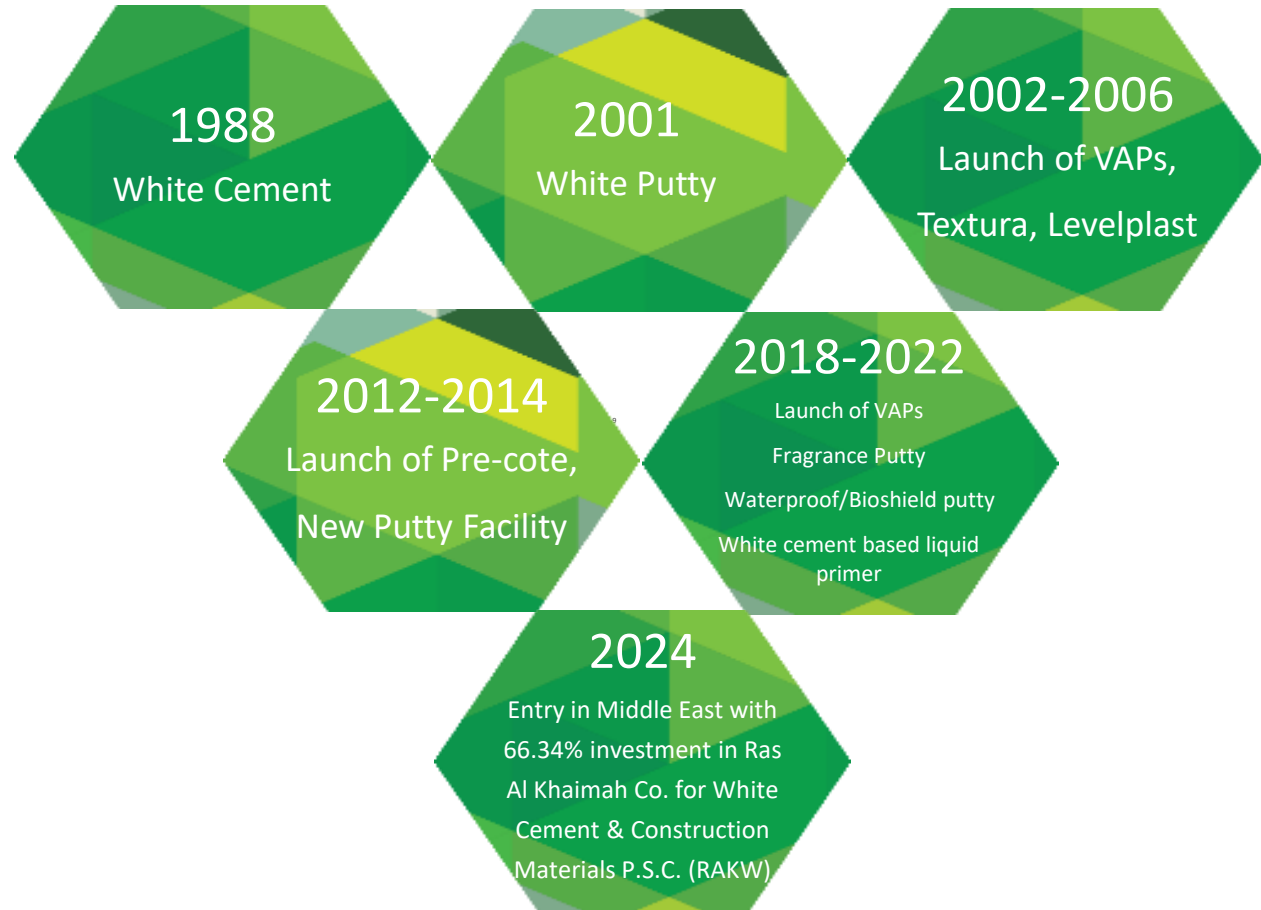 1988
White Cement
2001
White Putty
2002-2006
Launch of VAPs,
Textura, Levelplast
2012-2014
Launch of Pre-cote,
New Putty Facility
2018-2022
Launch of VAPs
Fragrance Putty
Waterproof/Bioshield putty
White cement based liquid
primer
2024
Entry in Middle East with
66.34% investment in Ras
Al Khaimah Co. for White
Cement & Construction
Materials P.S.C. (RAKW)